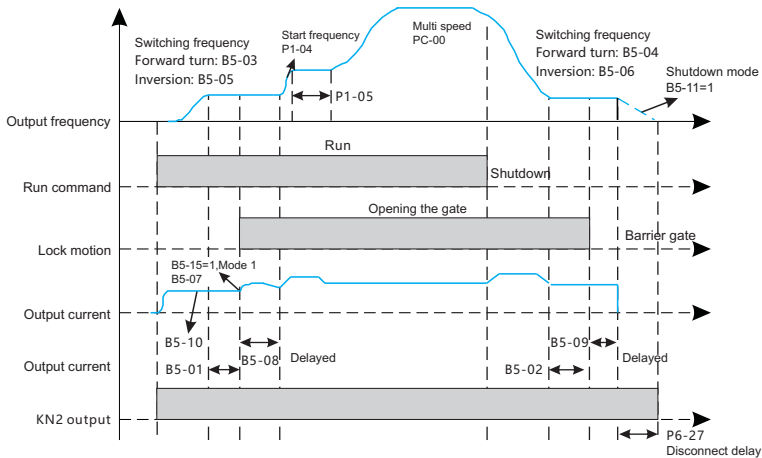 Switching frequency
Forward turn: B5-03
Inversion: B5-05
Start frequency
P1-04
P1-05
Multi speed
PC-00
Switching frequency
Forward turn: B5-04
Inversion: B5-06
Shutdown mode
B5-11=1
Output frequency
Run
Shutdown
Run command
Opening the gate
Barrier gate
Lock motion
B5-15=1,Mode 1
B5-07
Output current
B5-10
B5-08
Delayed
B5-09
Delayed
Output current
B5-01
B5-02
KN2 output
P6-27
Disconnect delay